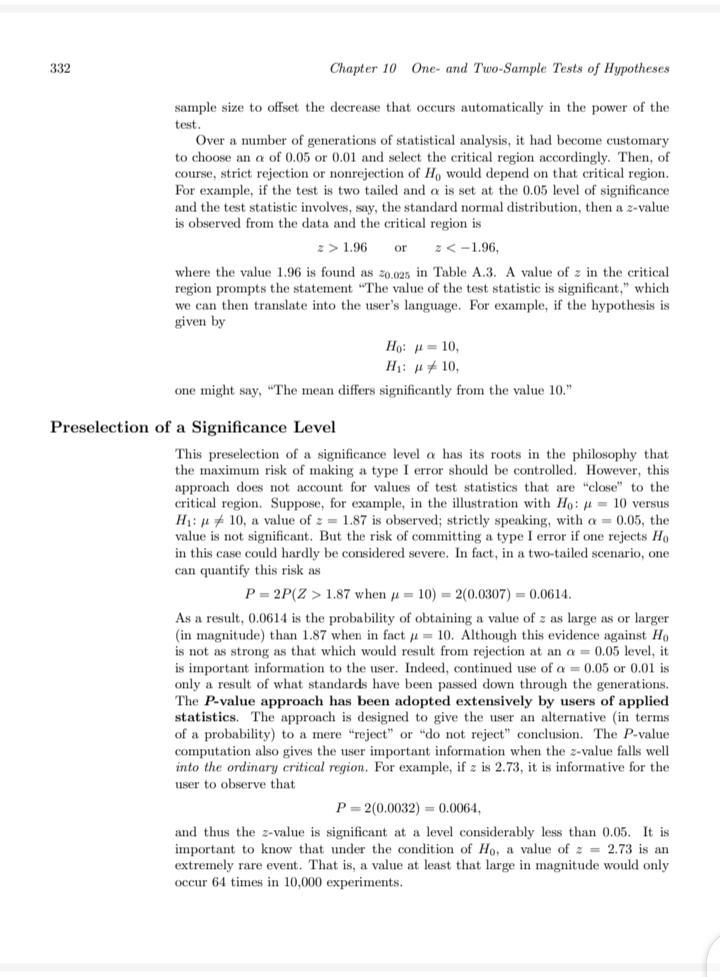 332
Chapter 10 One- and Two-Sample Tests of Hypotheses
sample size to offset the decrease that occurs automatically in the power of the
test.
Over a number of generations of statistical analysis, it had become customary
to choose an α of 0.05 or 0.01 and select the critical region accordingly. Then, of
course, strict rejection or nonrejection of H₀ would depend on that critical region.
For example, if the test is two tailed and α is set at the 0.05 level of significance
and the test statistic involves, say, the standard normal distribution, then a z-value
is observed from the data and the critical region is
z > 1.96 or z < −1.96,
where the value 1.96 is found as z₀.₀₂₅ in Table A.3. A value of z in the critical
region prompts the statement “The value of the test statistic is significant,” which
we can then translate into the user’s language. For example, if the hypothesis is
given by
H₀: μ = 10,
H₁: μ ≠ 10,
one might say, “The mean differs significantly from the value 10.”
Preselection of a Significance Level
This preselection of a significance level α has its roots in the philosophy that
the maximum risk of making a type I error should be controlled. However, this
approach does not account for values of test statistics that are “close” to the
critical region. Suppose, for example, in the illustration with H₀: μ = 10 versus
H₁: μ ≠ 10, a value of z = 1.87 is observed; strictly speaking, with α = 0.05, the
value is not significant. But the risk of committing a type I error if one rejects H₀
in this case could hardly be considered severe. In fact, in a two-tailed scenario, one
can quantify this risk as
P = 2P(Z > 1.87 when μ = 10) = 2(0.0307) = 0.0614.
As a result, 0.0614 is the probability of obtaining a value of z as large as or larger
(in magnitude) than 1.87 when in fact μ = 10. Although this evidence against H₀
is not as strong as that which would result from rejection at an α = 0.05 level, it
is important information to the user. Indeed, continued use of α = 0.05 or 0.01 is
only a result of what standards have been passed down through the generations.
The P-value approach has been adopted extensively by users of applied
statistics. The approach is designed to give the user an alternative (in terms
of a probability) to a mere “reject” or “do not reject” conclusion. The P-value
computation also gives the user important information when the z-value falls well
into the ordinary critical region. For example, if z is 2.73, it is informative for the
user to observe that
P = 2(0.0032) = 0.0064,
and thus the z-value is significant at a level considerably less than 0.05. It is
important to know that under the condition of H₀, a value of z = 2.73 is an
extremely rare event. That is, a value at least that large in magnitude would only
occur 64 times in 10,000 experiments.